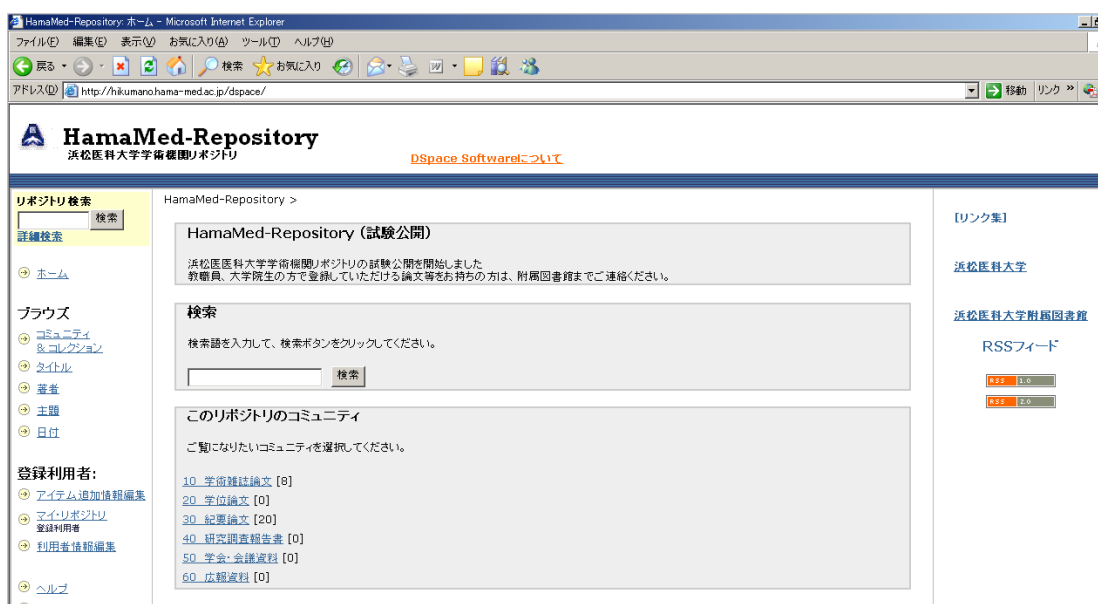 HamaMed-Repository: ホーム - Microsoft Internet Explorer
ファイル(F) 編集(E) 表示(V) お気に入り(A) ツール(T) ヘルプ(H)
戻る 検索 お気に入り
アドレス(D) http://hikumano.hama-med.ac.jp/dspace/ 移動 リンク »
HamaMed-Repository
浜松医科大学学術機関リポジトリ
DSpace Softwareについて
リポジトリ検索
検索
詳細検索
ホーム
ブラウズ
コミュニティ
& コレクション
タイトル
著者
主題
日付
登録利用者:
アイテム追加情報編集
マイ・リポジトリ
登録利用者
利用者情報編集
ヘルプ
HamaMed-Repository >
HamaMed-Repository (試験公開)
浜松医医科大学学術機関リポジトリの試験公開を開始しました
教職員、大学院生の方で登録していただける論文等をお持ちの方は、附属図書館までご連絡ください。
検索
検索語を入力して、検索ボタンをクリックしてください。
検索
このリポジトリのコミュニティ
ご覧になりたいコミュニティを選択してください。
10 学術雑誌論文 [8]
20 学位論文 [0]
30 紀要論文 [20]
40 研究調査報告書 [0]
50 学会・会議資料 [0]
60 広報資料 [0]
[リンク集]
浜松医科大学
浜松医科大学附属図書館
RSSフィード
RSS 1.0
RSS 2.0